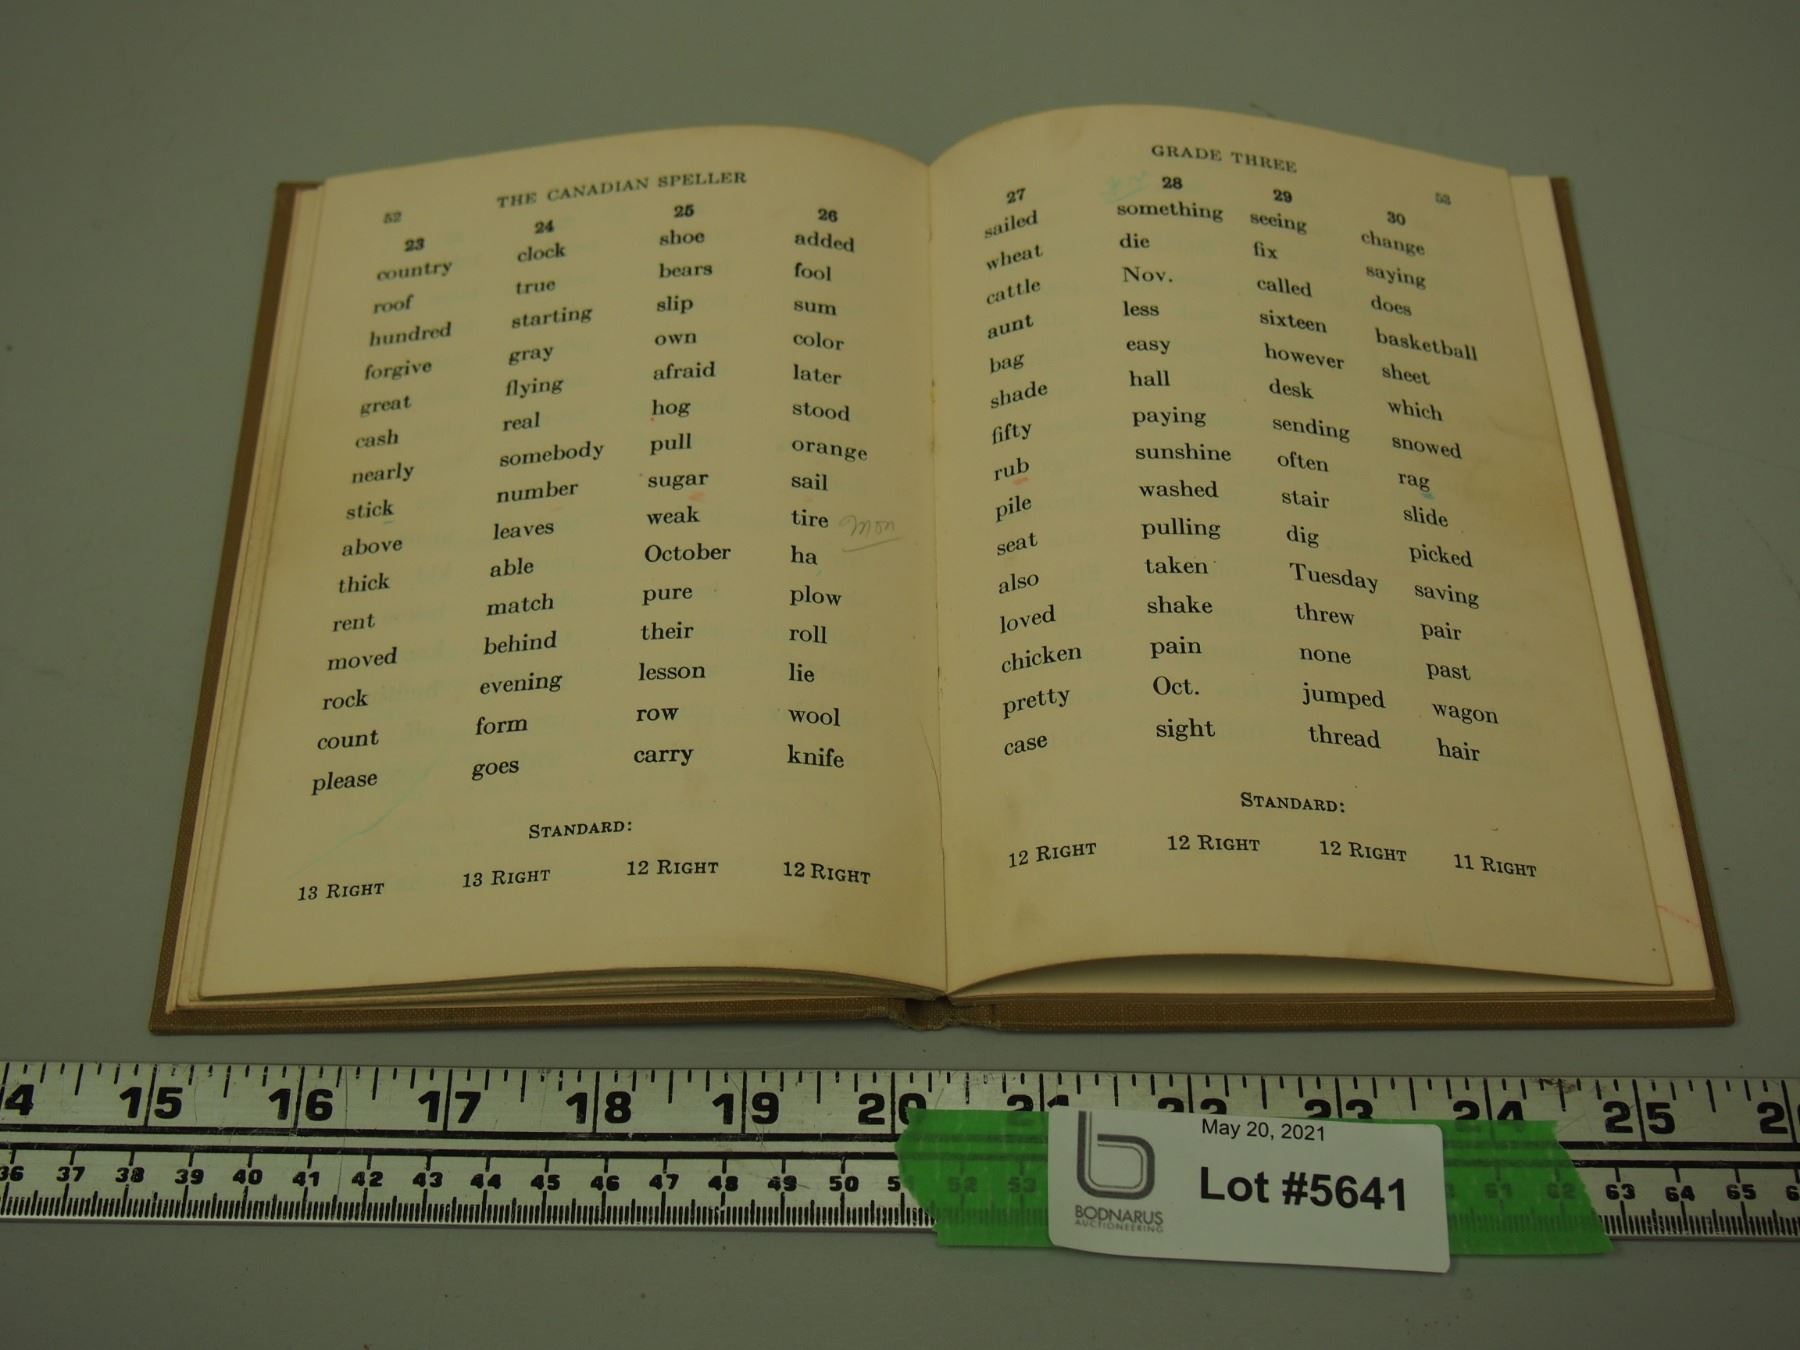 52 THE CANADIAN SPELLER
23 24 25 26
country clock shoe added
roof true bears fool
hundred starting slip sum
forgive gray own color
great flying afraid later
cash real hog stood
nearly somebody pull orange
stick number sugar sail
above leaves weak tire mon
thick able October ha
rent match pure plow
moved behind their roll
rock evening lesson lie
count form row wool
please goes carry knife
STANDARD:
13 RIGHT 13 RIGHT 12 RIGHT 12 RIGHT
GRADE THREE 53
27 28 29 30
sailed something seeing change
wheat die fix saying
cattle Nov. called does
aunt less sixteen basketball
bag easy however sheet
shade hall desk which
fifty paying sending snowed
rub sunshine often rag
pile washed stair slide
seat pulling dig picked
also taken Tuesday saving
loved shake threw pair
chicken pain none past
pretty Oct. jumped wagon
case sight thread hair
STANDARD:
12 RIGHT 12 RIGHT 12 RIGHT 11 RIGHT
15 16 17 18 19 20 21 22 23 24 25
36 37 38 39 40 41 42 43 44 45 46 47 48 49 50 52 53 61 62 63 64 65
May 20, 2021
Lot #5641
BODNARUS
AUCTIONEERING